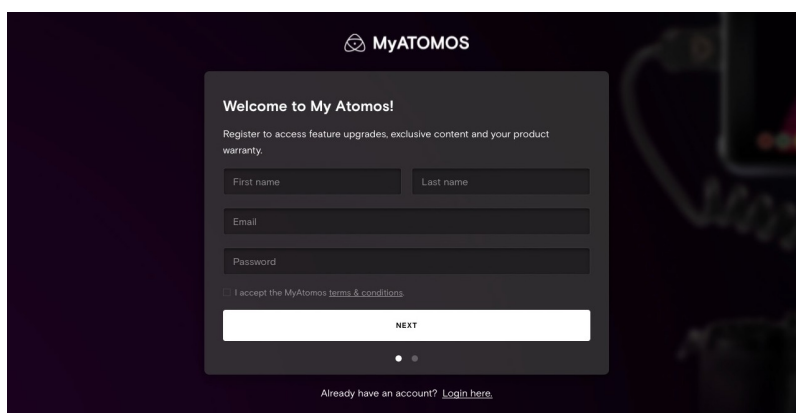 MyATOMOS
Welcome to My Atomos!
Register to access feature upgrades, exclusive content and your product
warranty.
First name
Last name
Email
Password
I accept the MyAtomos terms & conditions.
NEXT
Already have an account? Login here.